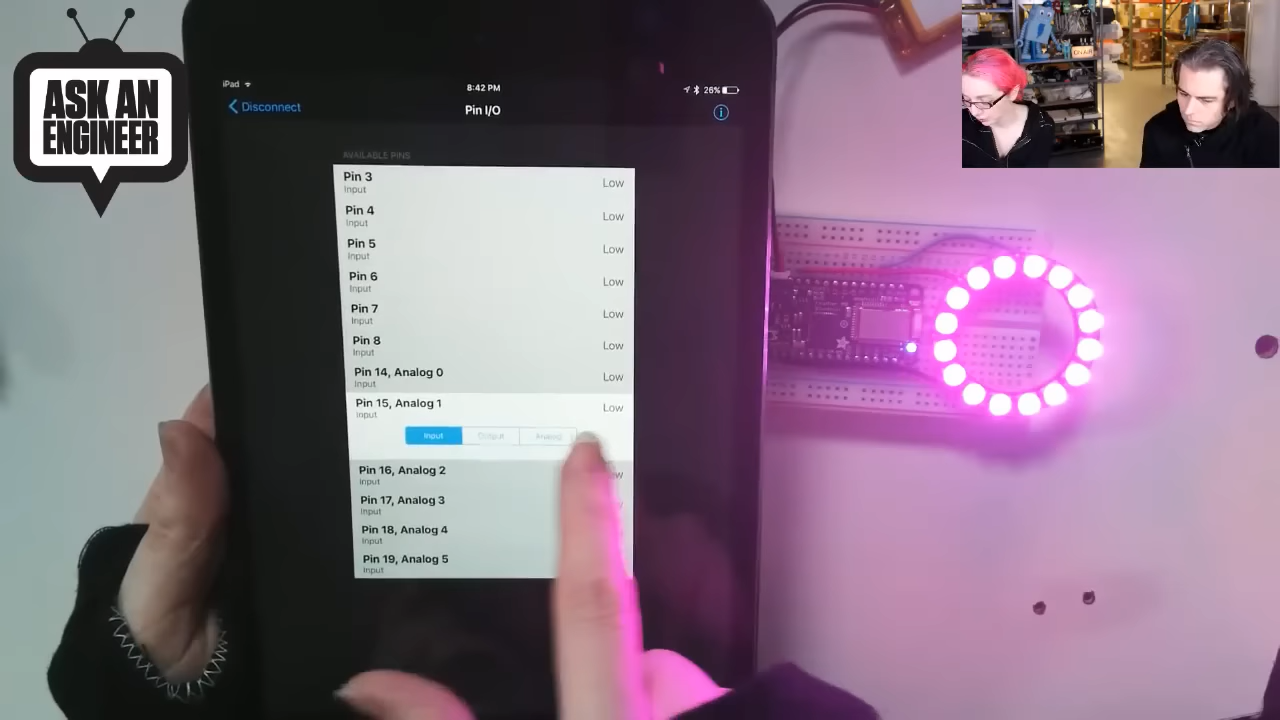 ASK AN
ENGINEER
iPad
8:42 PM
26%
Disconnect
Pin I/O
AVAILABLE PINS
Pin 3
Input
Low
Pin 4
Input
Low
Pin 5
Input
Low
Pin 6
Input
Low
Pin 7
Input
Low
Pin 8
Input
Low
Pin 14, Analog 0
Input
Low
Pin 15, Analog 1
Input
Low
Input
Output
Analog
Pin 16, Analog 2
Input
Pin 17, Analog 3
Input
Pin 18, Analog 4
Input
Pin 19, Analog 5
Input